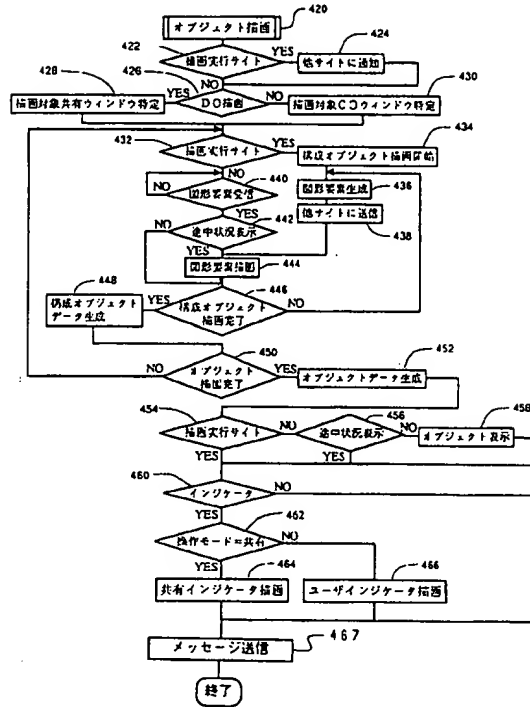 オブジェクト描画
420
422
描画実行サイト
YES
424
他サイトに通知
NO
428
426
430
描画対象共有ウィンドウ特定
YES
DO描画
NO
描画対象COウィンドウ特定
432
描画実行サイト
YES
434
構成オブジェクト描画開始
NO
440
NO
図形要素受信
図形要素生成
436
YES
442
NO
途中状況表示
他サイトに送信
438
YES
図形要素描画
444
446
448
構成オブジェクト
データ生成
YES
構成オブジェクト
描画完了
NO
450
NO
オブジェクト
描画完了
YES
452
オブジェクトデータ生成
454
456
458
描画実行サイト
NO
途中状況表示
NO
オブジェクト表示
YES
YES
460
インジケータ
NO
YES
462
操作モード=共有
NO
YES
464
466
共有インジケータ描画
ユーザインジケータ描画
メッセージ送信
467
終了